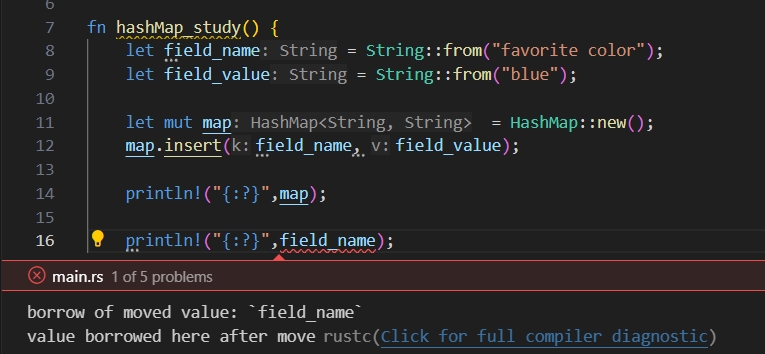 6
7 fn hashMap_study() {
8 let field_name: String = String::from("favorite color");
9 let field_value: String = String::from("blue");
10
11 let mut map: HashMap<String, String> = HashMap::new();
12 map.insert(k: field_name, v: field_value);
13
14 println!("{:?}",map);
15
16 println!("{:?}",field_name);
main.rs 1 of 5 problems
borrow of moved value: `field_name`
value borrowed here after move rustc(Click for full compiler diagnostic)